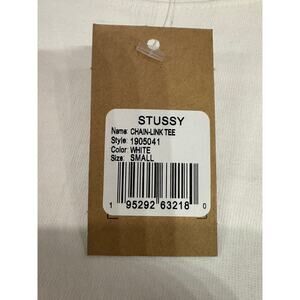 STUSSY
Name: CHAIN-LINK TEE
Style: 1905041
Color: WHITE
Size: SMALL
1 95292 63218 0